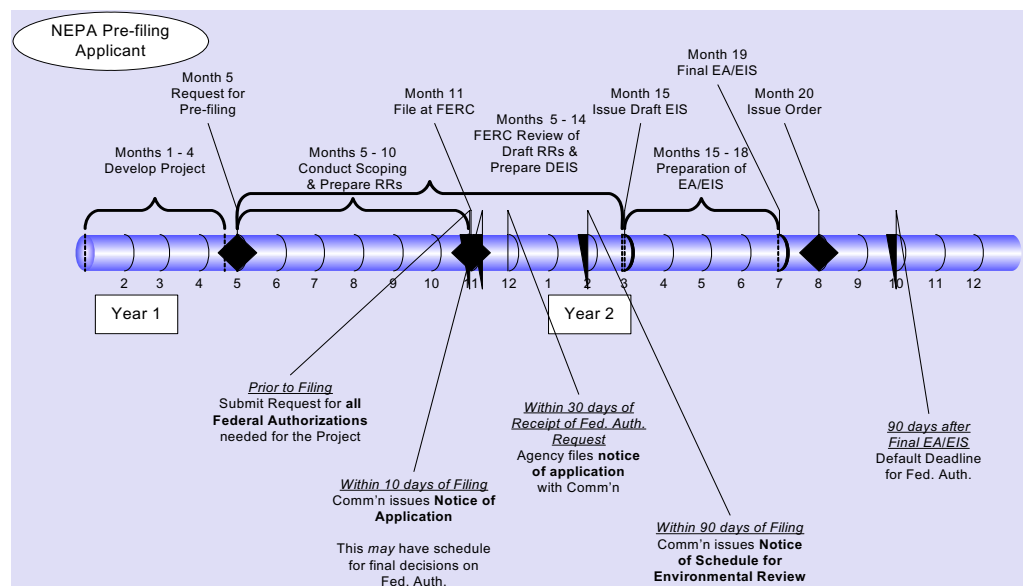 NEPA Pre-filing
Applicant
Month 5
Request for
Pre-filing
Month 11
File at FERC
Months 5 - 14
FERC Review of
Draft RRs &
Prepare DEIS
Month 15
Issue Draft EIS
Month 19
Final EA/EIS
Month 20
Issue Order
Months 1 - 4
Develop Project
Months 5 - 10
Conduct Scoping
& Prepare RRs
Months 15 - 18
Preparation of
EA/EIS
2 3 4 5 6 7 8 9 10 11 12 1 2 3 4 5 6 7 8 9 10 11 12
Year 1
Year 2
Prior to Filing
Submit Request for all
Federal Authorizations
needed for the Project
Within 10 days of Filing
Comm'n issues Notice of
Application
This may have schedule
for final decisions on
Fed. Auth.
Within 30 days of
Receipt of Fed. Auth.
Request
Agency files notice
of application
with Comm'n
Within 90 days of Filing
Comm'n issues Notice
of Schedule for
Environmental Review
90 days after
Final EA/EIS
Default Deadline
for Fed. Auth.